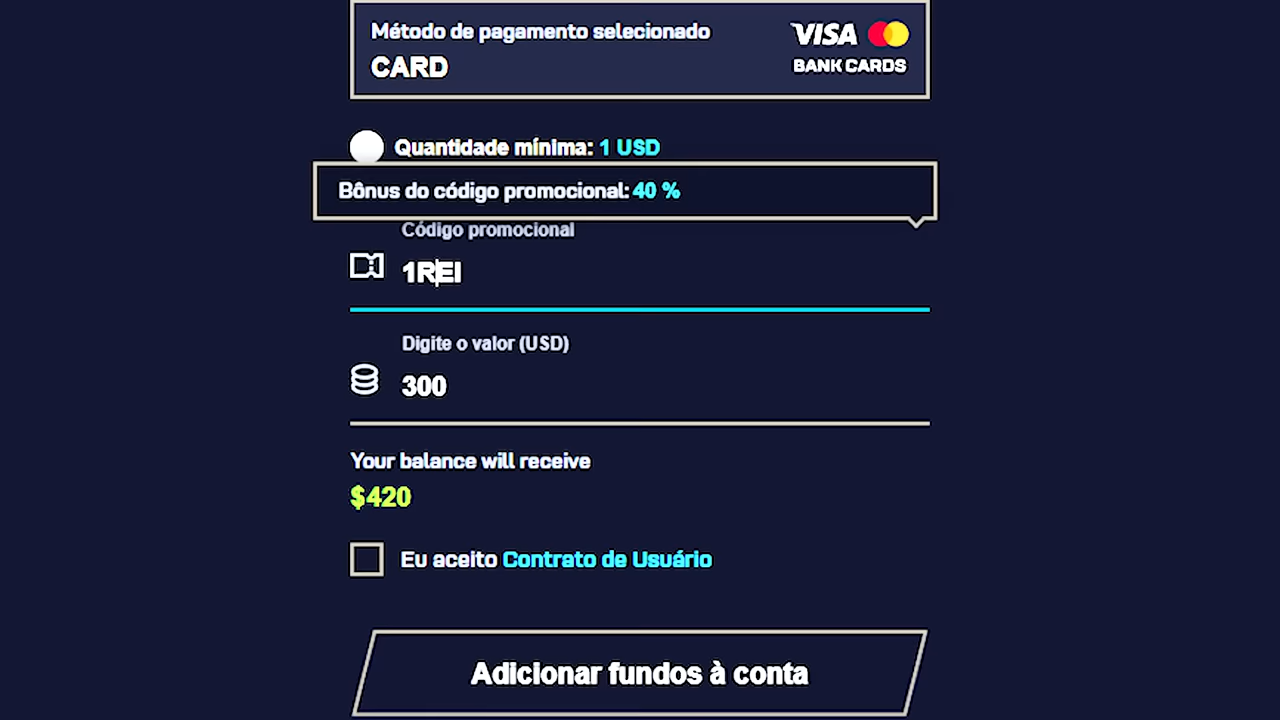 Método de pagamento selecionado
CARD
VISA
BANK CARDS
Quantidade mínima: 1 USD
Bônus do código promocional: 40 %
Código promocional
1REI
Digite o valor (USD)
300
Your balance will receive
$420
Eu aceito Contrato de Usuário
Adicionar fundos à conta